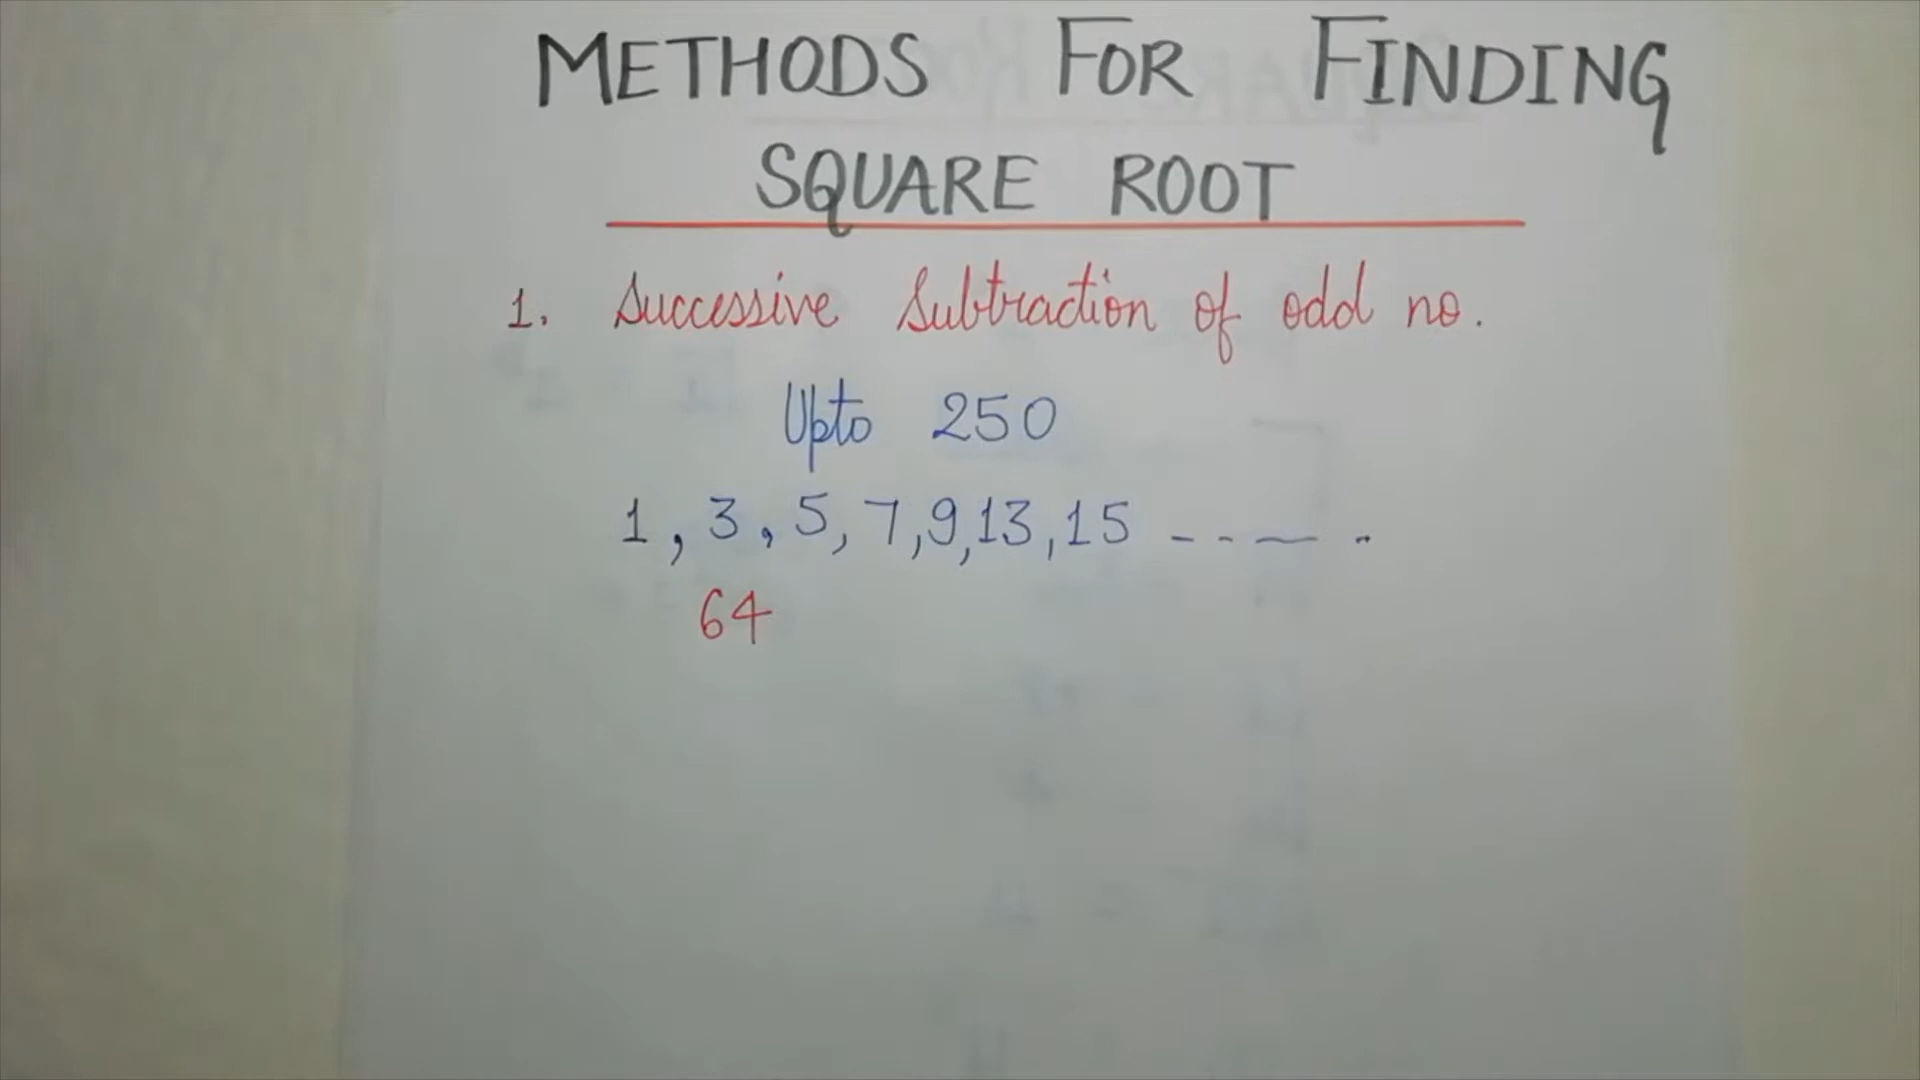 METHODS FOR FINDING
SQUARE ROOT
1. Successive Subtraction of odd no.
Upto 250
1, 3, 5, 7, 9, 13, 15 -----.
64